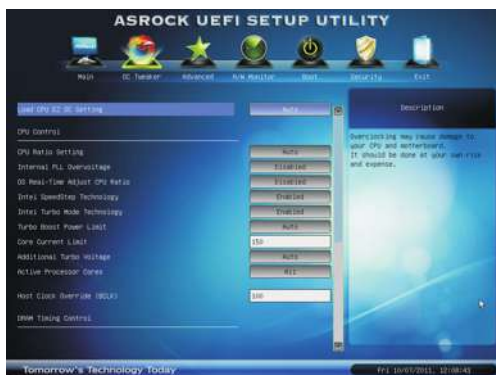 ASROCK UEFI SETUP UTILITY
Main OC Tweaker Advanced H/W Monitor Boot Security Exit
Load CPU EZ OC Setting Auto
Description
Overclocking may cause damage to
your CPU and motherboard.
It should be done at your own risk
and expense.
CPU Control
CPU Ratio Setting Auto
Internal PLL Overvoltage Disabled
OS Real-Time Adjust CPU Ratio Disabled
Intel SpeedStep Technology Enabled
Intel Turbo Mode Technology Enabled
Turbo Boost Power Limit Auto
Core Current Limit 150
Additional Turbo Voltage Auto
Active Processor Cores All
Host Clock Override (BCLK) 100
DRAM Timing Control
Tomorrow's Technology Today
Fri 10/07/2011, 12:08:43